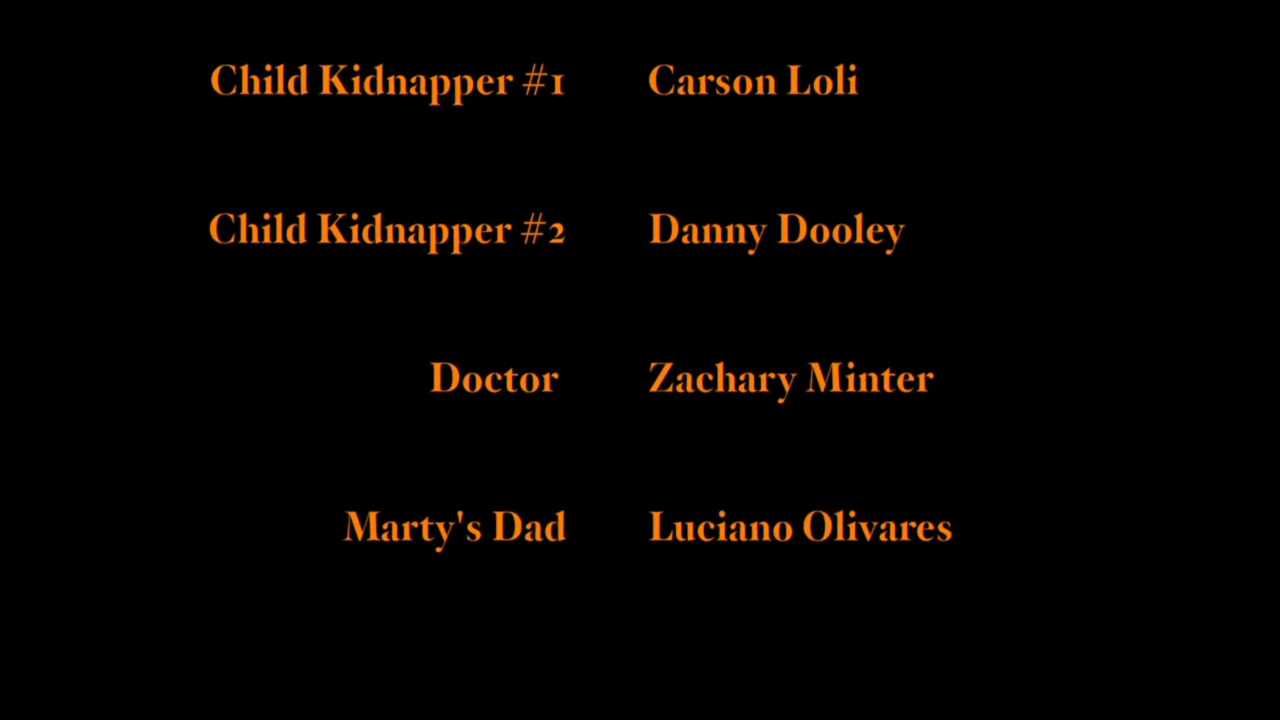 Child Kidnapper #1 Carson Loli
Child Kidnapper #2 Danny Dooley
Doctor Zachary Minter
Marty's Dad Luciano Olivares